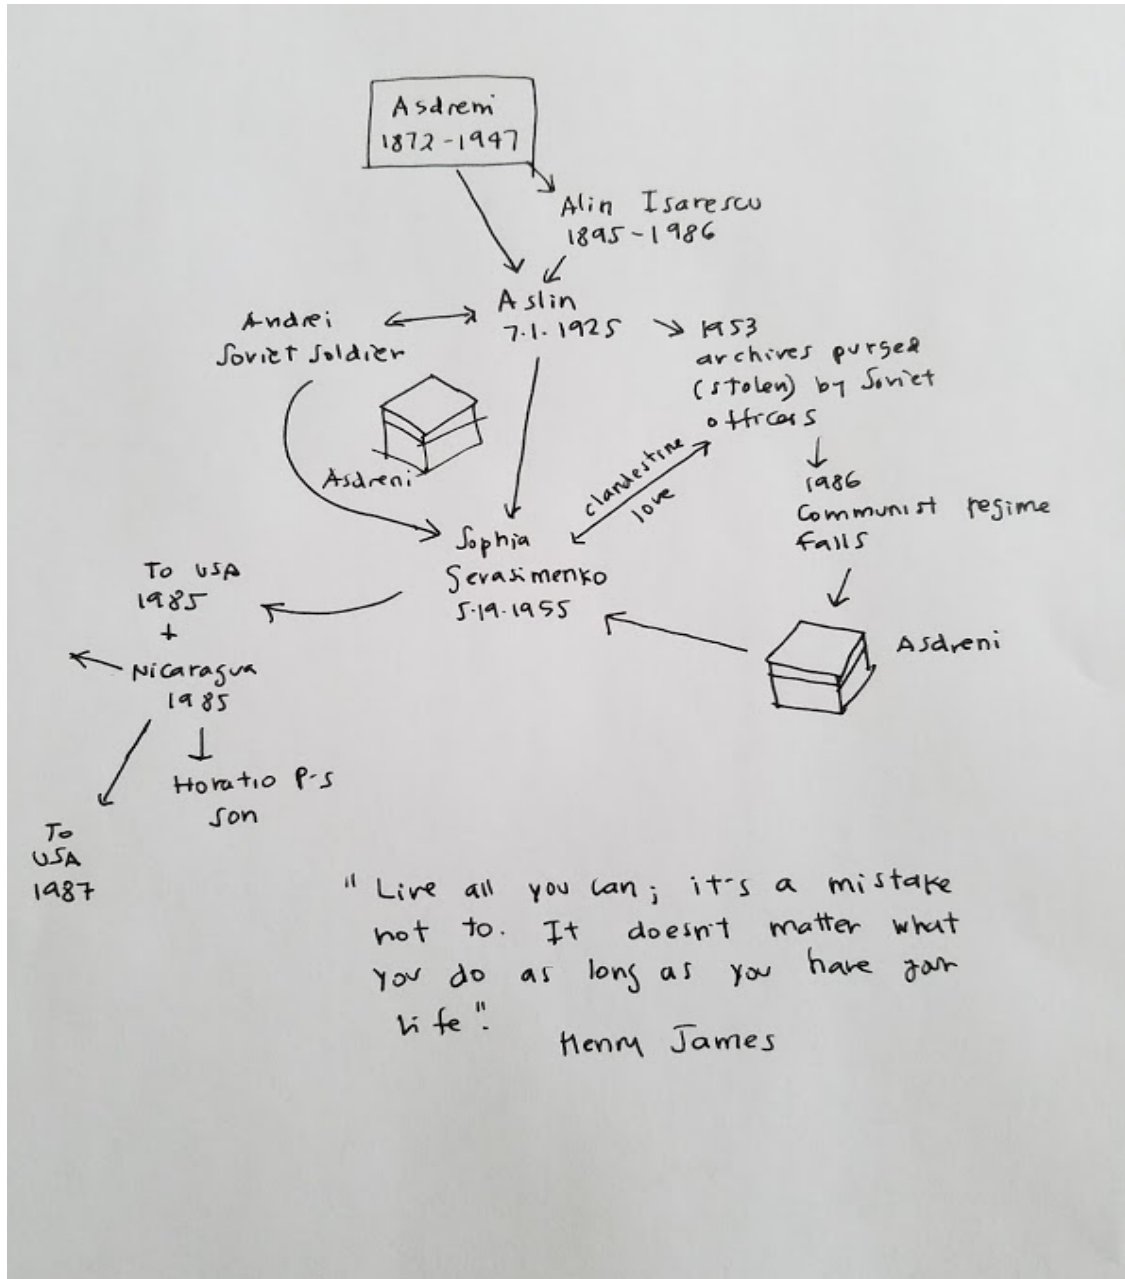 Asdreni
1872-1947
Alin Isarescu
1895-1986
Aslin
7.1.1925
Andrei
Soviet Soldier
1953
archives purged
(stolen) by Soviet
officers
Asdreni
clandestine
love
1986
Communist regime
falls
Sophia
Gerasimenko
5.19.1955
To USA
1985
+
Nicaragua
1985
Asdreni
Horatio P-s
son
To
USA
1987
"Live all you can; it's a mistake
not to. It doesn't matter what
you do as long as you have your
life".
Henry James